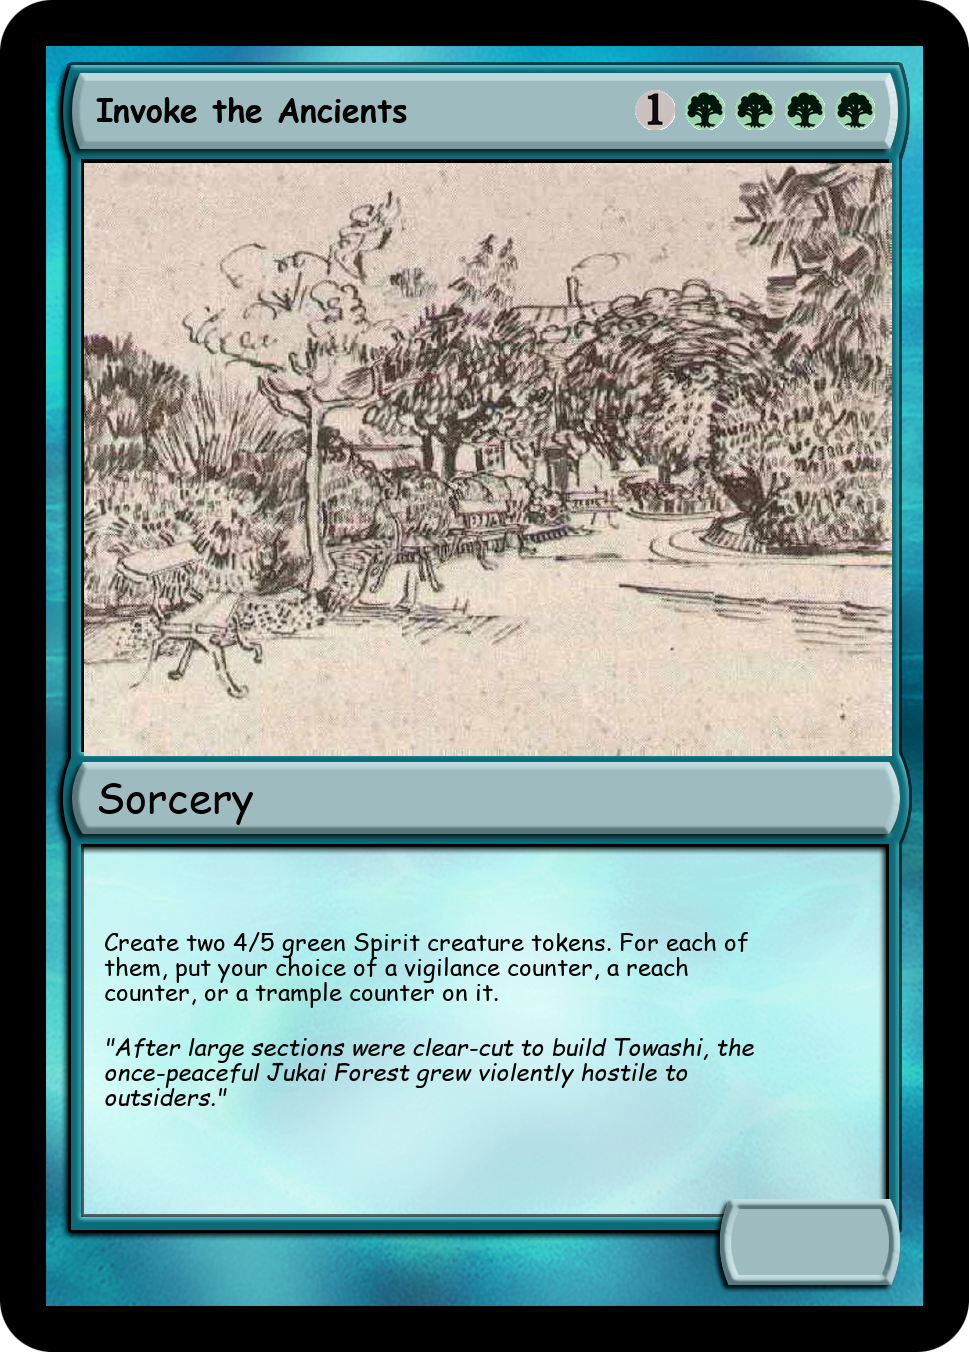 Invoke the Ancients 1
Sorcery
Create two 4/5 green Spirit creature tokens. For each of
them, put your choice of a vigilance counter, a reach
counter, or a trample counter on it.
"After large sections were clear-cut to build Towashi, the
once-peaceful Jukai Forest grew violently hostile to
outsiders."